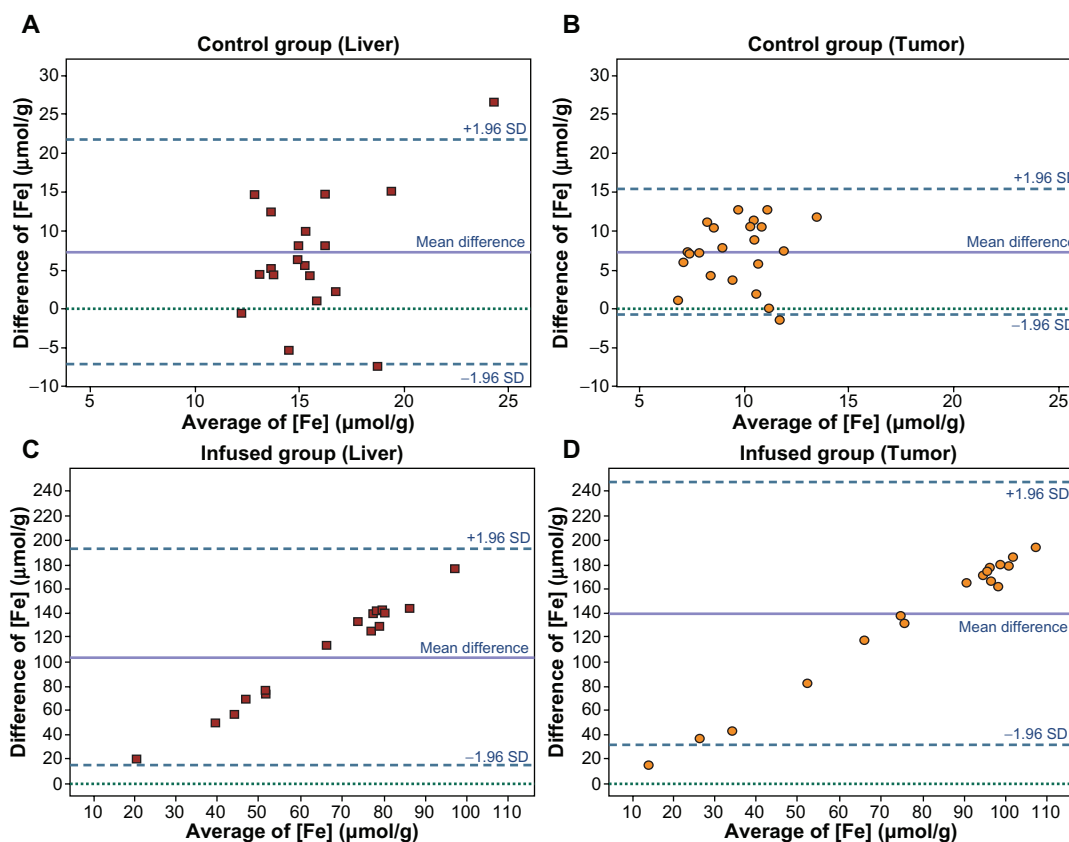 A
Control group (Liver)
Difference of [Fe] (µmol/g)
30
25
20
15
10
5
0
–5
–10
+1.96 SD
Mean difference
–1.96 SD
5
10
15
20
25
Average of [Fe] (µmol/g)
B
Control group (Tumor)
Difference of [Fe] (µmol/g)
30
25
20
15
10
5
0
–5
–10
+1.96 SD
Mean difference
–1.96 SD
5
10
15
20
25
Average of [Fe] (µmol/g)
C
Infused group (Liver)
Difference of [Fe] (µmol/g)
240
220
200
180
160
140
120
100
80
60
40
20
0
+1.96 SD
Mean difference
–1.96 SD
10
20
30
40
50
60
70
80
90
100
110
Average of [Fe] (µmol/g)
D
Infused group (Tumor)
Difference of [Fe] (µmol/g)
240
220
200
180
160
140
120
100
80
60
40
20
0
+1.96 SD
Mean difference
–1.96 SD
10
20
30
40
50
60
70
80
90
100
110
Average of [Fe] (µmol/g)